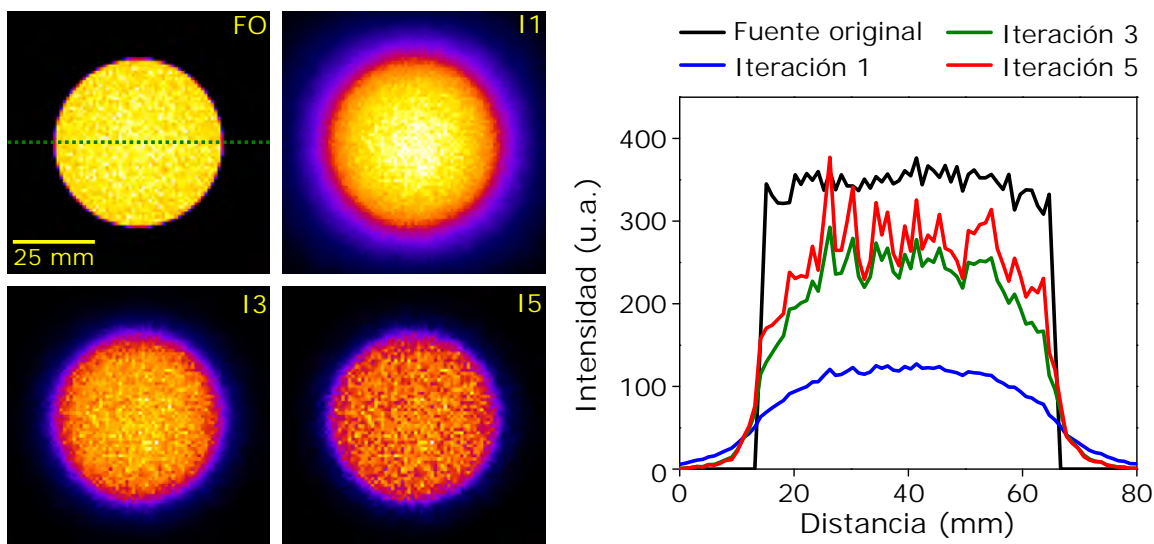 FO
I1
25 mm
I3
I5
Fuente original
Iteración 1
Iteración 3
Iteración 5
Intensidad (u.a.)
400
300
200
100
0
0 20 40 60 80
Distancia (mm)